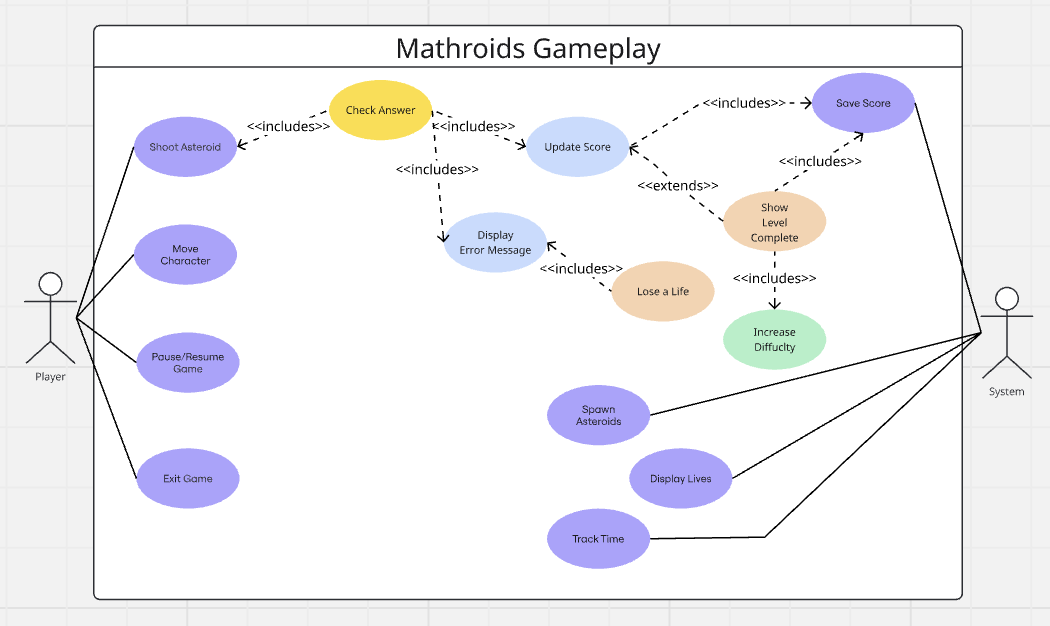 Mathroids Gameplay
Check Answer
Save Score
<<includes>>
<<includes>>
<<includes>>
Shoot Asteroid
Update Score
<<includes>>
<<includes>>
<<extends>>
Show
Level
Complete
Display
Error Message
Move
Character
<<includes>>
<<includes>>
Lose a Life
Increase
Diffuclty
Pause/Resume
Game
Player
System
Spawn
Asteroids
Exit Game
Display Lives
Track Time